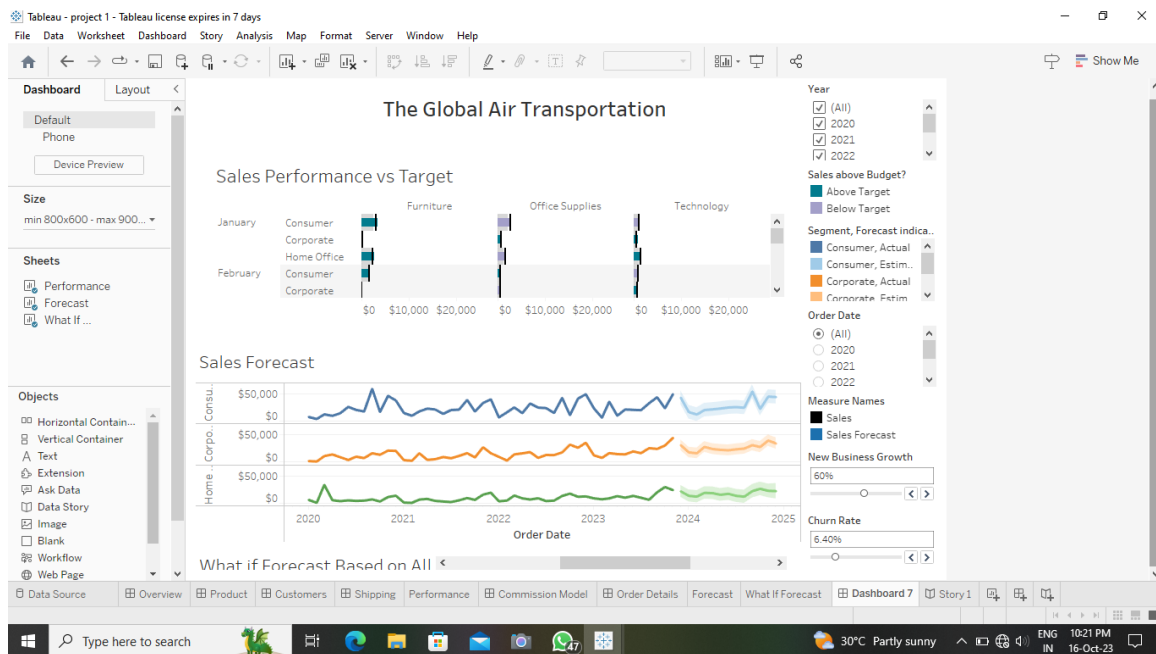 Tableau - project 1 - Tableau license expires in 7 days
File Data Worksheet Dashboard Story Analysis Map Format Server Window Help
Show Me
Dashboard Layout
Default
Phone
Device Preview
Size
min 800x600 - max 900...
Sheets
Performance
Forecast
What If ...
Objects
Horizontal Contain...
Vertical Container
A Text
Extension
Ask Data
Data Story
Image
Blank
Workflow
Web Page
The Global Air Transportation
Sales Performance vs Target
Furniture Office Supplies Technology
January Consumer
Corporate
Home Office
February Consumer
Corporate
$0 $10,000 $20,000 $0 $10,000 $20,000 $0 $10,000 $20,000
Sales Forecast
Consu..
$50,000
$0
Corpo..
$50,000
$0
Home ..
$50,000
$0
2020 2021 2022 2023 2024 2025
Order Date
What if Forecast Based on All
Year
(All)
2020
2021
2022
Sales above Budget?
Above Target
Below Target
Segment, Forecast indica..
Consumer, Actual
Consumer, Estim..
Corporate, Actual
Corporate, Estim
Order Date
(All)
2020
2021
2022
Measure Names
Sales
Sales Forecast
New Business Growth
60%
Churn Rate
6.40%
Data Source Overview Product Customers Shipping Performance Commission Model Order Details Forecast What If Forecast Dashboard 7 Story 1
Type here to search
47
30°C Partly sunny
ENG
IN
10:21 PM
16-Oct-23